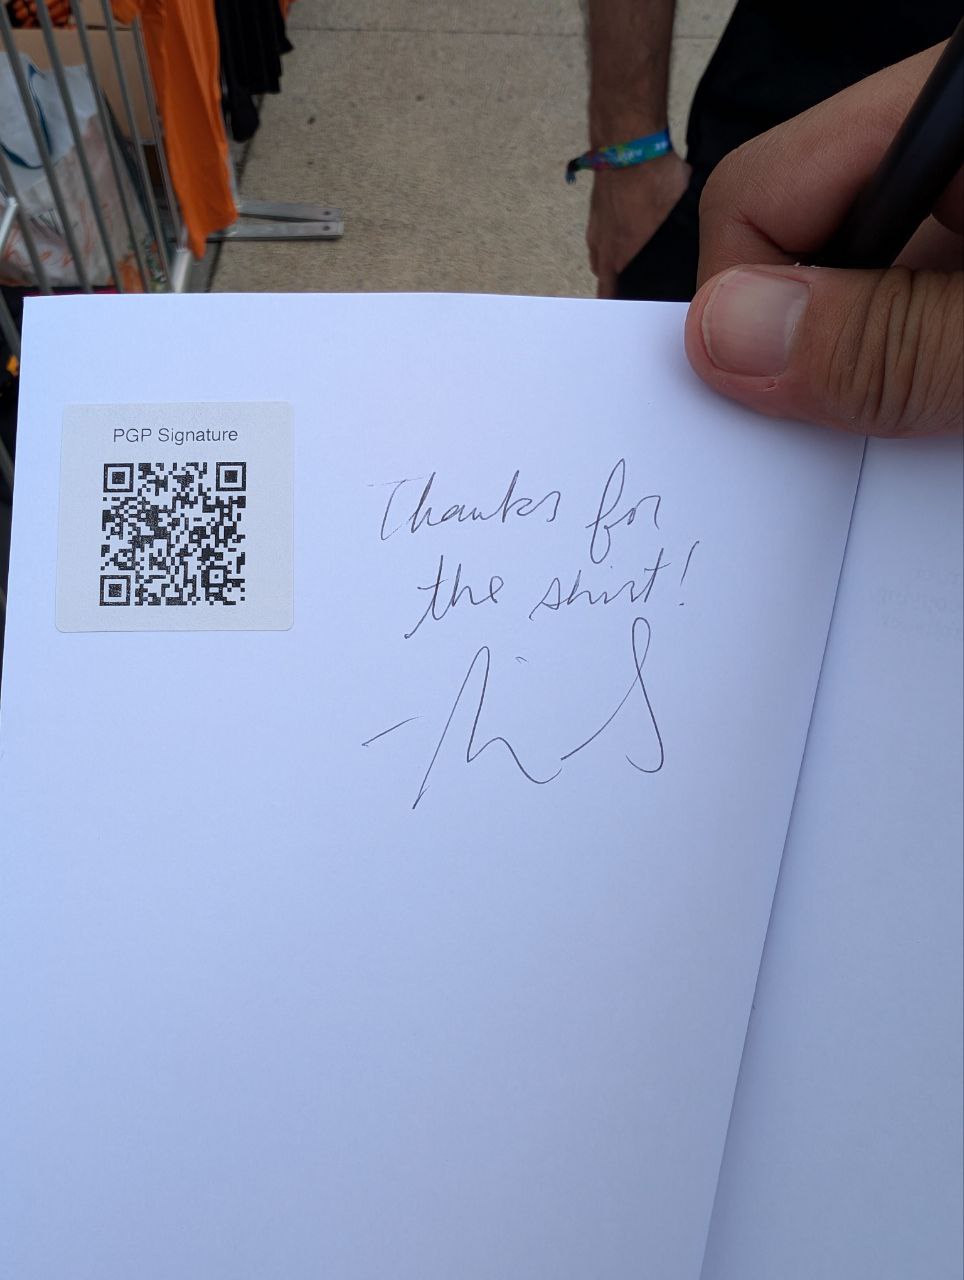 PGP Signature
Thanks for
the shirt!